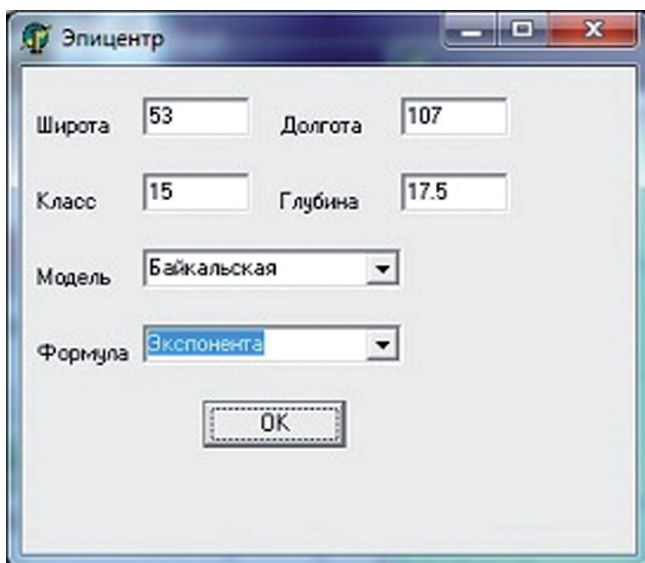 Эпицентр
Широта 53 Долгота 107
Класс 15 Глубина 17.5
Модель Байкальская
Формула Экспонента
OK